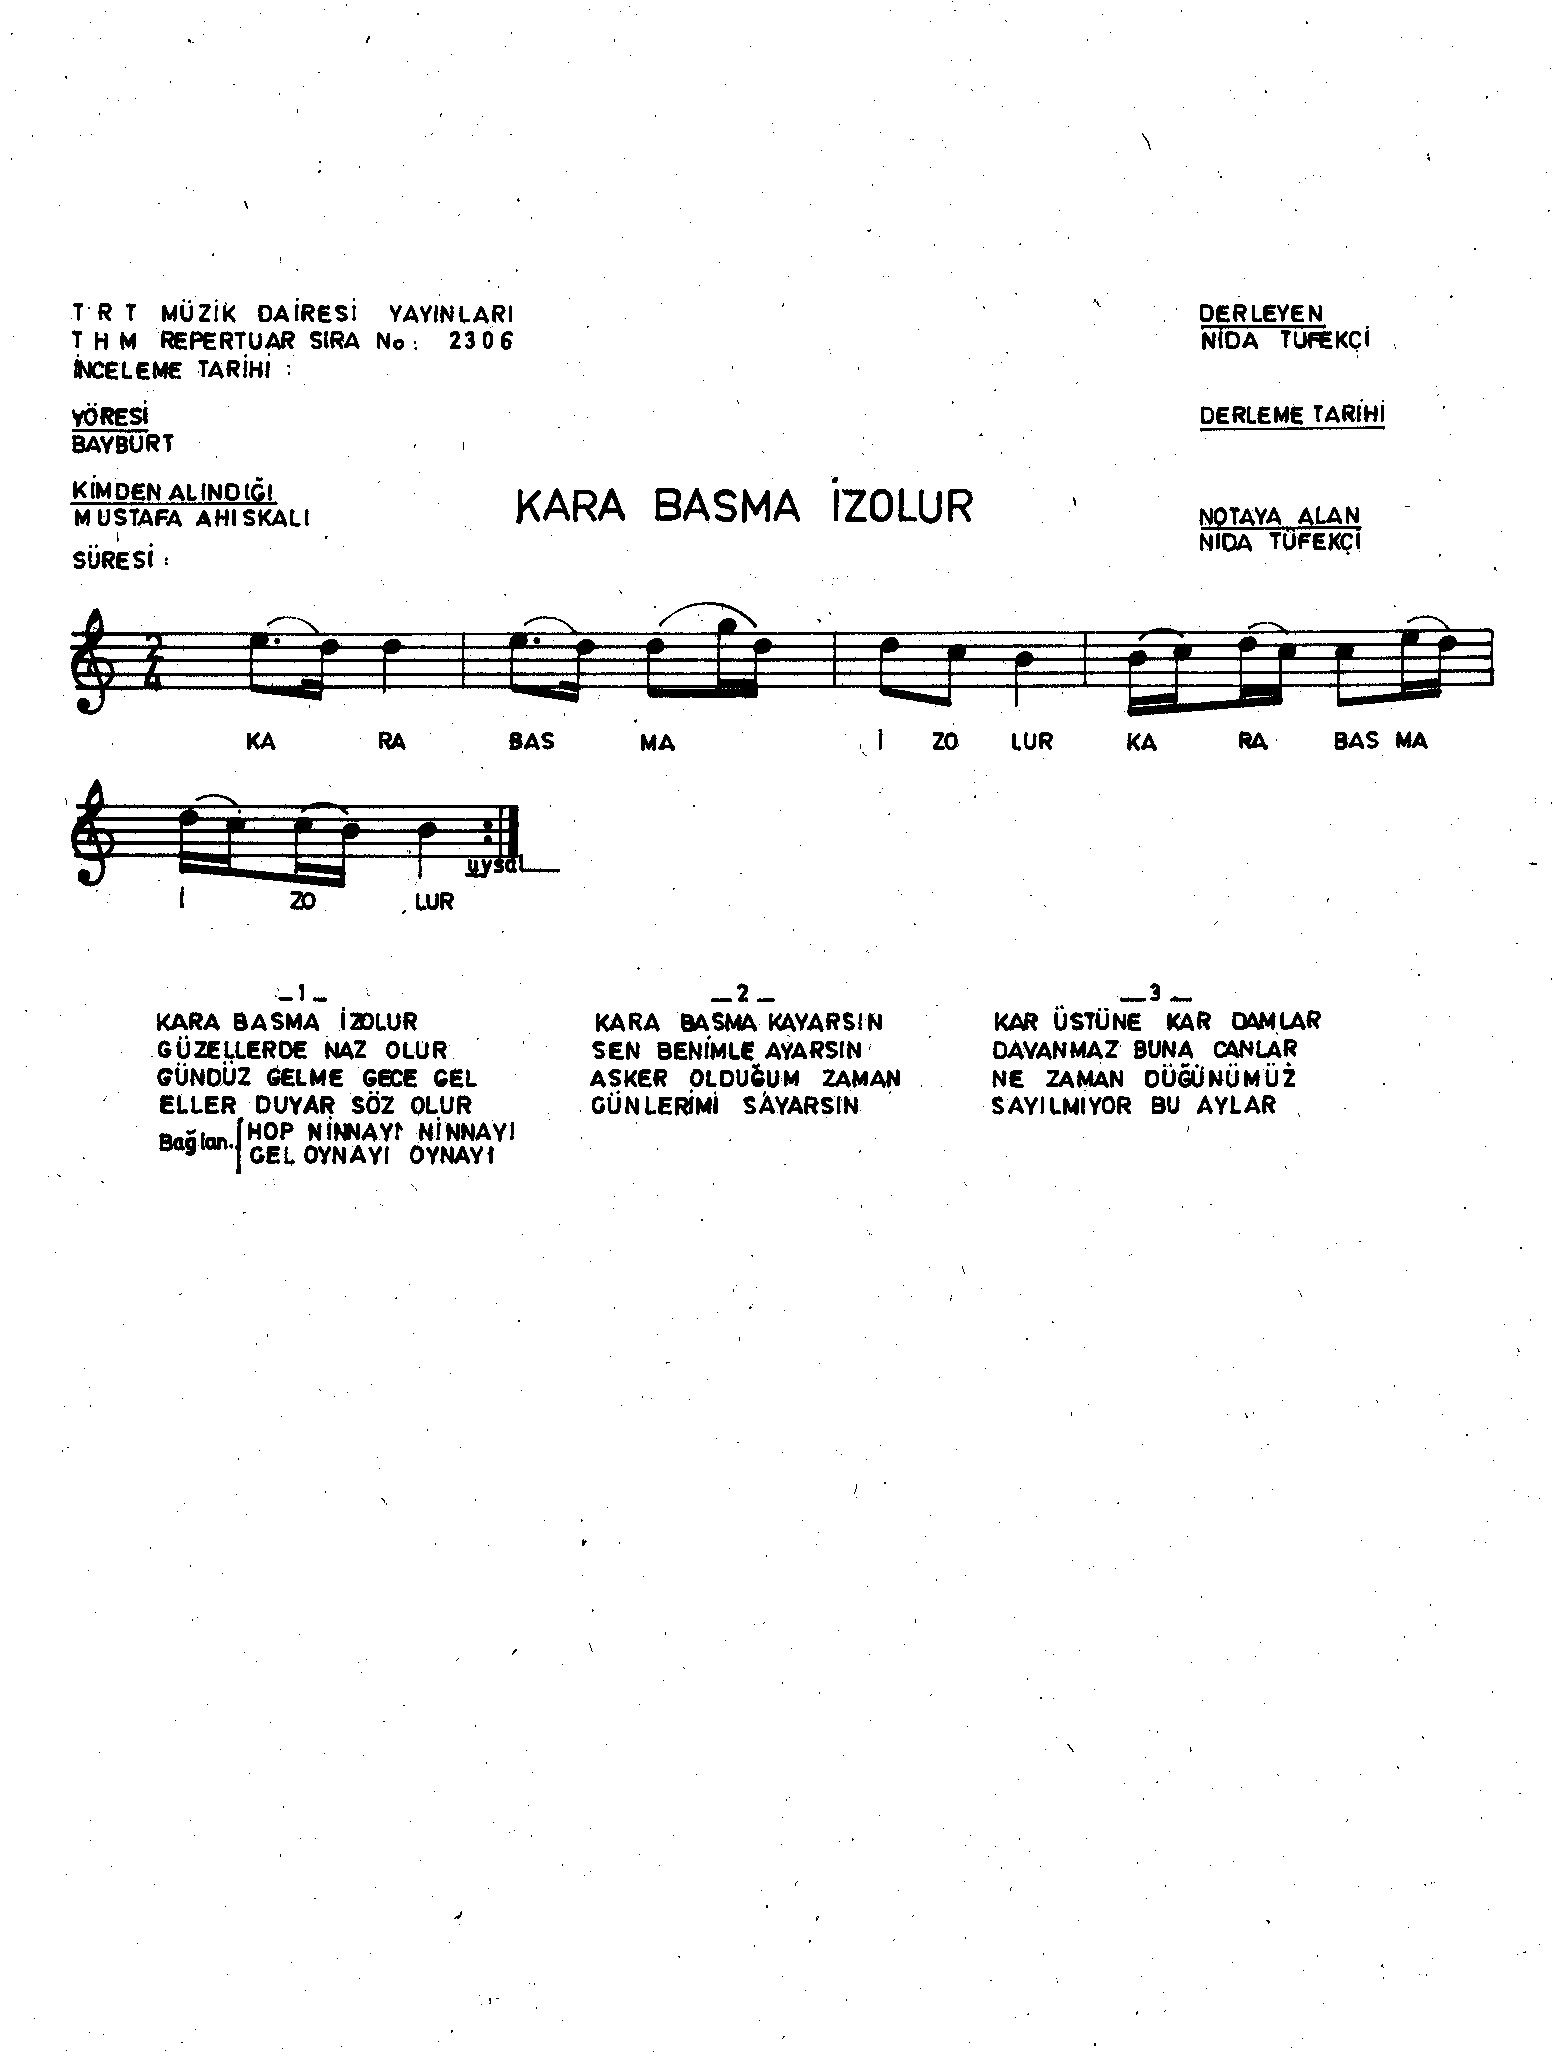 T R T MÜZİK DAİRESİ YAYINLARI
T H M REPERTUAR SIRA No: 2306
İNCELEME TARİHİ :
YÖRESİ
BAYBURT
KİMDEN ALINDIĞI
MUSTAFA AHISKALI
SÜRESİ :
DERLEYEN
NİDA TÜFEKÇİ
DERLEME TARİHİ
NOTAYA ALAN
NİDA TÜFEKÇİ
KARA BASMA İZOLUR
2
4
KA RA BAS MA İ ZO LUR KA RA BAS MA
İ ZO LUR
uysal
_1_
KARA BASMA İZOLUR
GÜZELLERDE NAZ OLUR
GÜNDÜZ GELME GECE GEL
ELLER DUYAR SÖZ OLUR
Bağlan.
HOP NİNNAYI NİNNAYI
GEL OYNAYI OYNAYI
_2_
KARA BASMA KAYARSIN
SEN BENİMLE AYARSIN
ASKER OLDUĞUM ZAMAN
GÜNLERİMİ SAYARSIN
_3_
KAR ÜSTÜNE KAR DAMLAR
DAYANMAZ BUNA CANLAR
NE ZAMAN DÜĞÜNÜMÜZ
SAYILMIYOR BU AYLAR